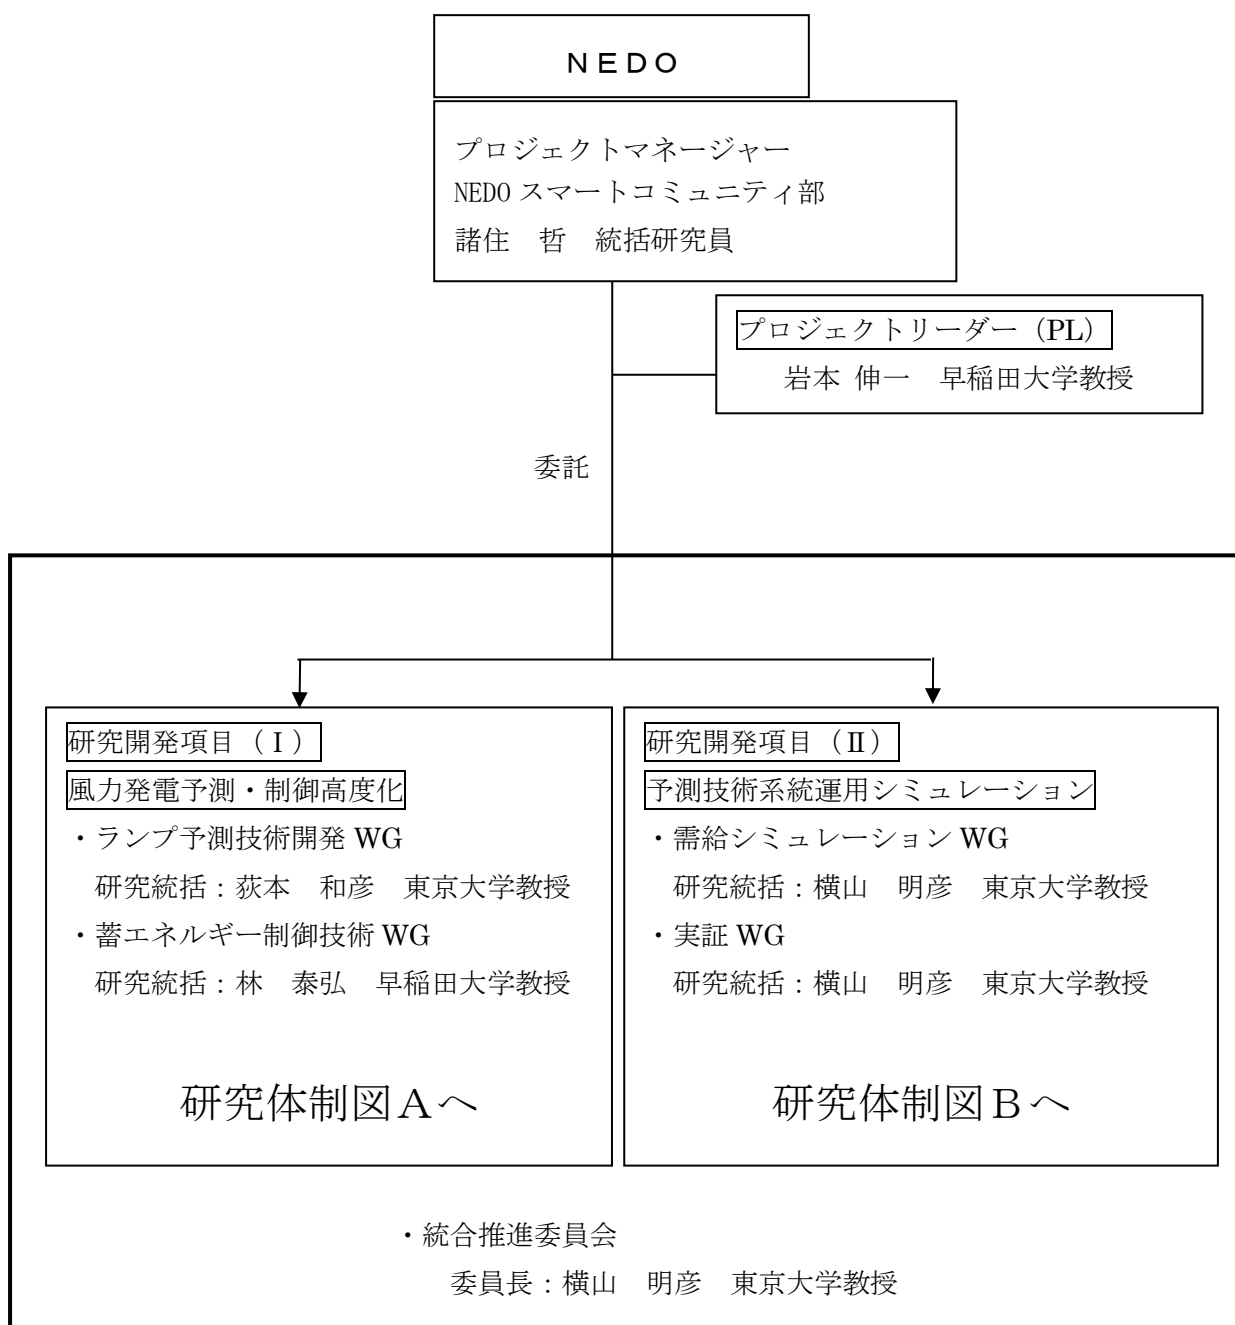 ＮＥＤＯ
プロジェクトマネージャー
NEDO スマートコミュニティ部
諸住　哲　統括研究員
プロジェクトリーダー（PL）
岩本 伸一　早稲田大学教授
委託
研究開発項目（Ⅰ）
風力発電予測・制御高度化
・ランプ予測技術開発 WG
研究統括：荻本　和彦　東京大学教授
・蓄エネルギー制御技術 WG
研究統括：林　泰弘　早稲田大学教授
研究体制図Ａへ
研究開発項目（Ⅱ）
予測技術系統運用シミュレーション
・需給シミュレーション WG
研究統括：横山　明彦　東京大学教授
・実証 WG
研究統括：横山　明彦　東京大学教授
研究体制図Ｂへ
・統合推進委員会
委員長：横山　明彦　東京大学教授